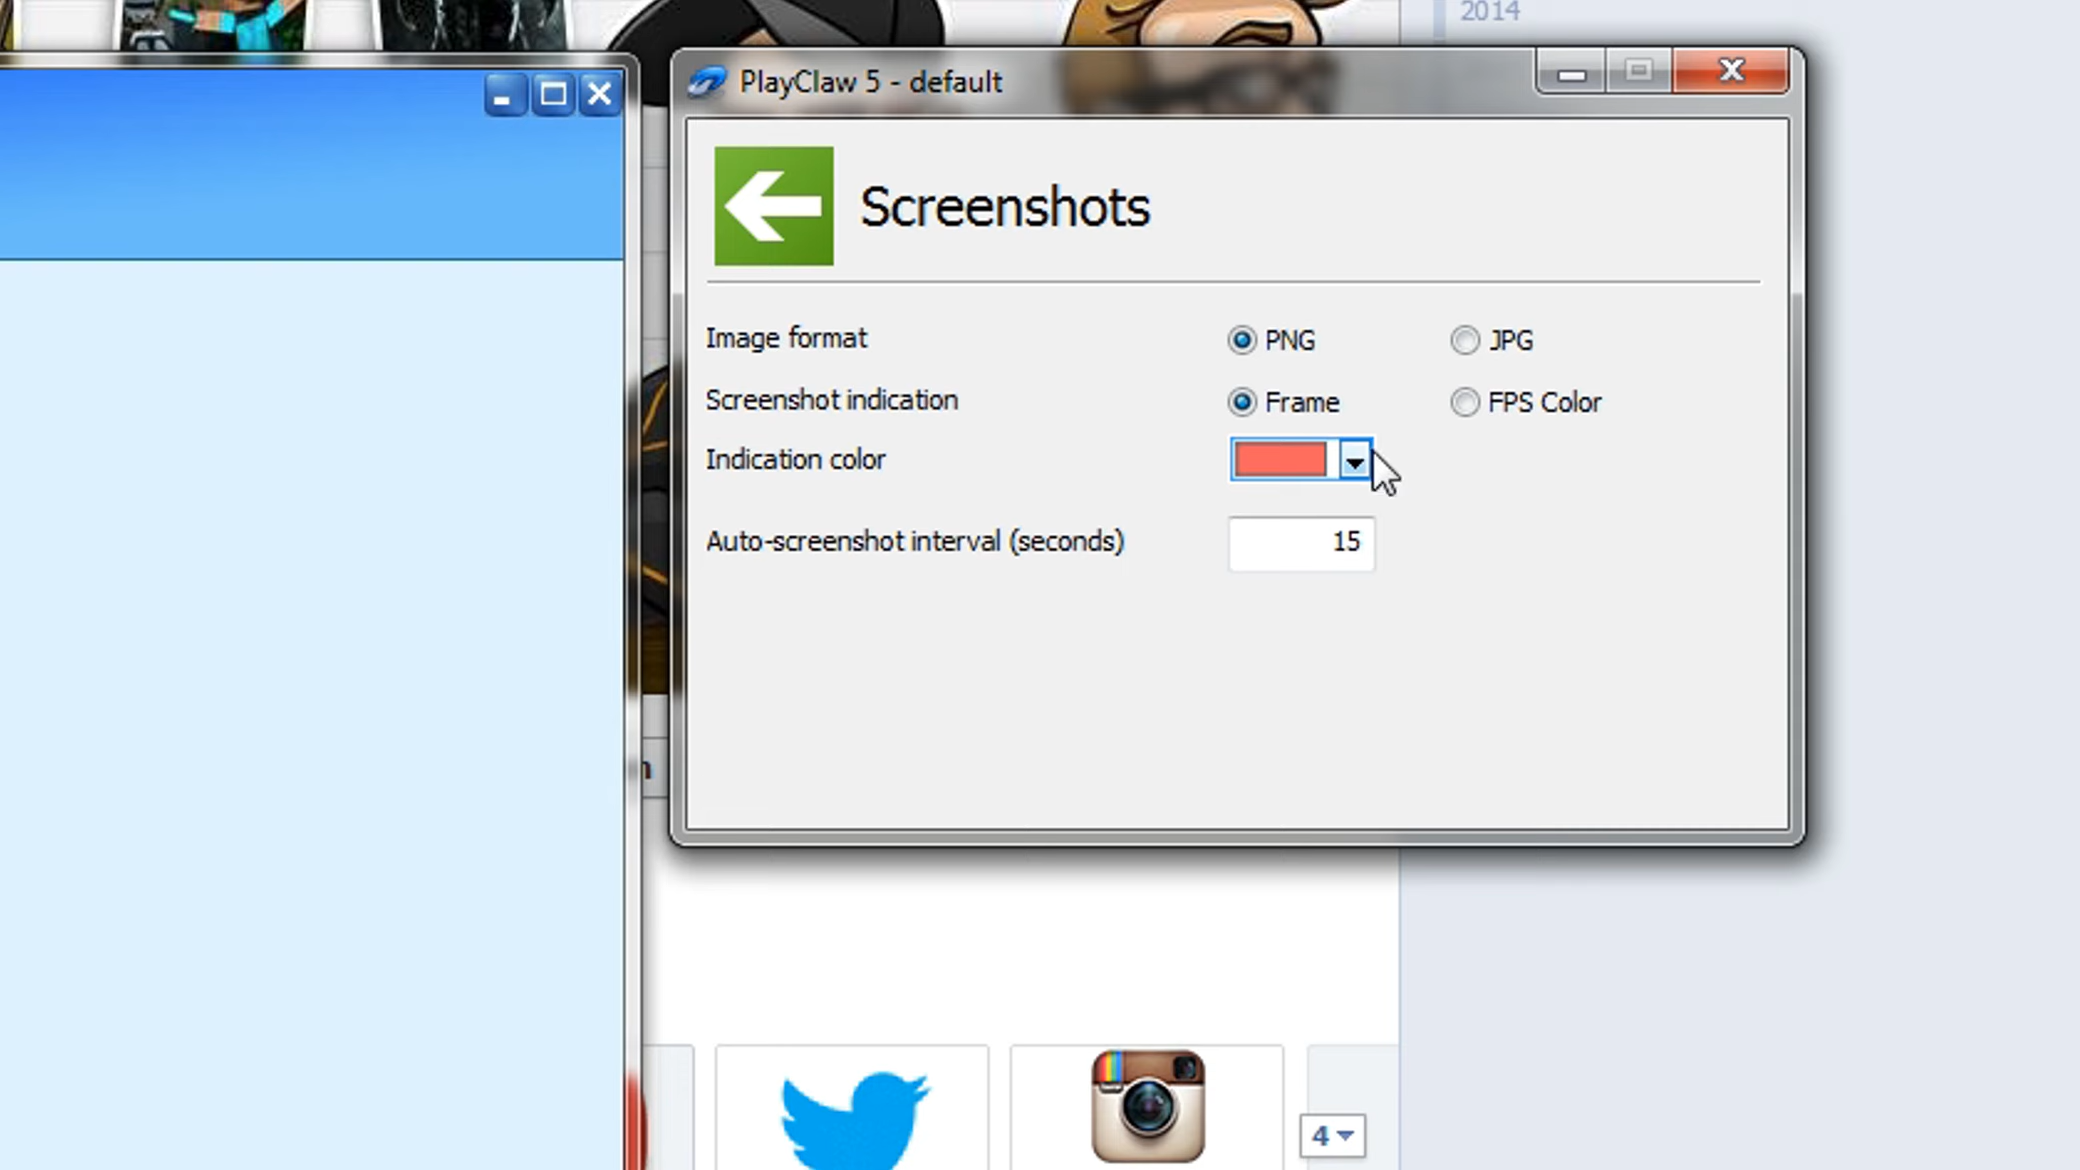 2014
PlayClaw 5 - default
Screenshots
Image format PNG JPG
Screenshot indication Frame FPS Color
Indication color
Auto-screenshot interval (seconds) 15
4